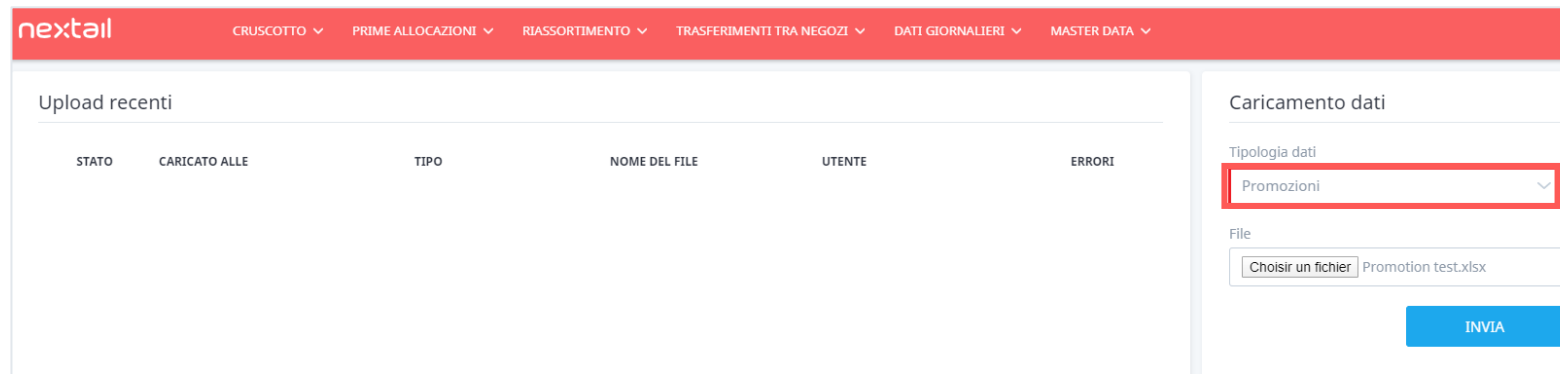 nextail CRUSCOTTO PRIME ALLOCAZIONI RIASSORTIMENTO TRASFERIMENTI TRA NEGOZI DATI GIORNALIERI MASTER DATA
Upload recenti
STATO CARICATO ALLE TIPO NOME DEL FILE UTENTE ERRORI
Caricamento dati
Tipologia dati
Promozioni
File
Choisir un fichier Promotion test.xlsx
INVIA